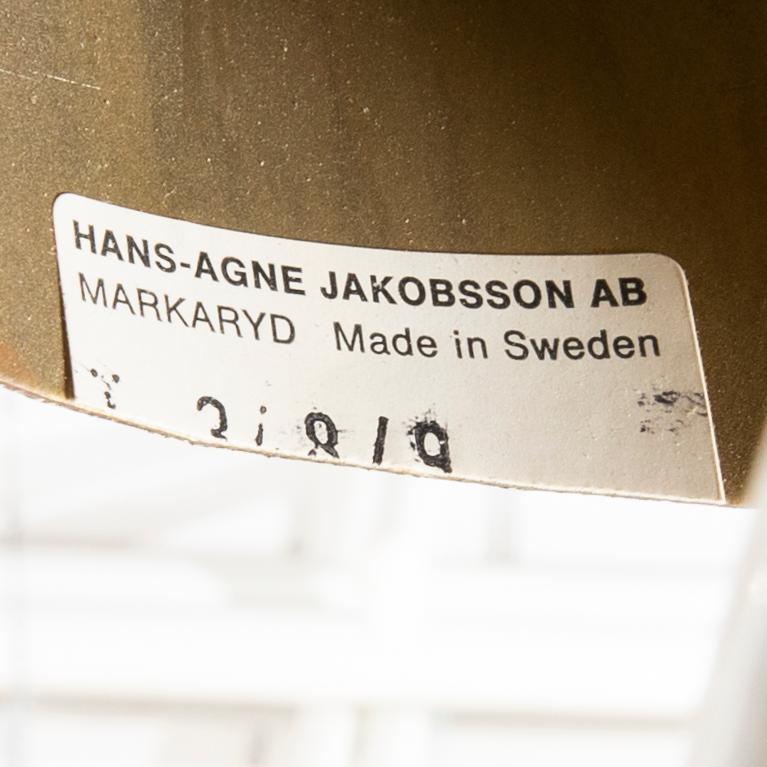 HANS-AGNE JAKOBSSON AB
MARKARYD Made in Sweden